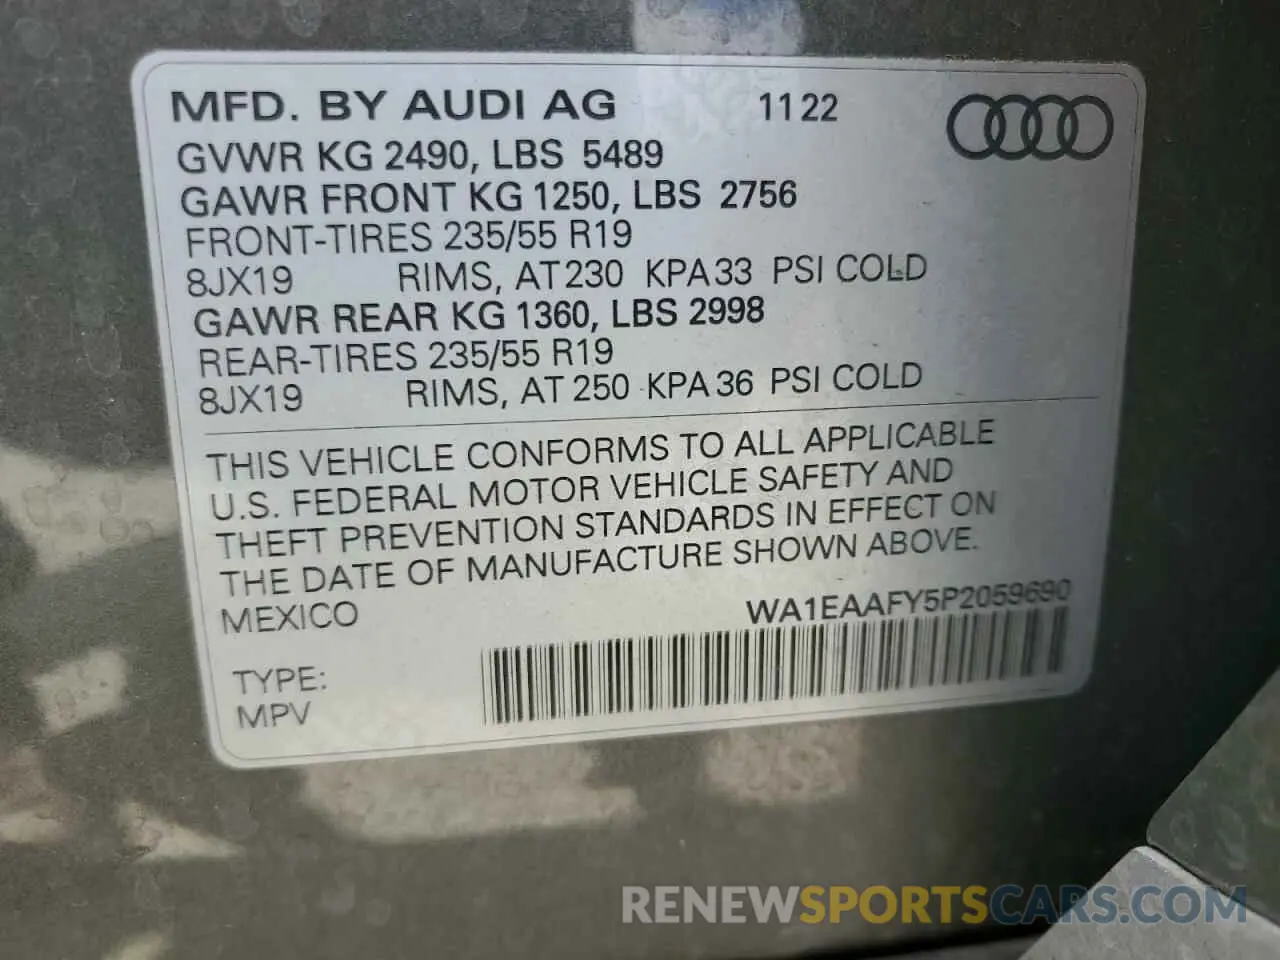 MFD. BY AUDI AG 1122
GVWR KG 2490, LBS 5489
GAWR FRONT KG 1250, LBS 2756
FRONT-TIRES 235/55 R19
8JX19 RIMS, AT 230 KPA 33 PSI COLD
GAWR REAR KG 1360, LBS 2998
REAR-TIRES 235/55 R19
8JX19 RIMS, AT 250 KPA 36 PSI COLD
THIS VEHICLE CONFORMS TO ALL APPLICABLE
U.S. FEDERAL MOTOR VEHICLE SAFETY AND
THEFT PREVENTION STANDARDS IN EFFECT ON
THE DATE OF MANUFACTURE SHOWN ABOVE.
MEXICO WA1EAAFY5P2059690
TYPE:
MPV
RENEWSPORTSCARS.COM